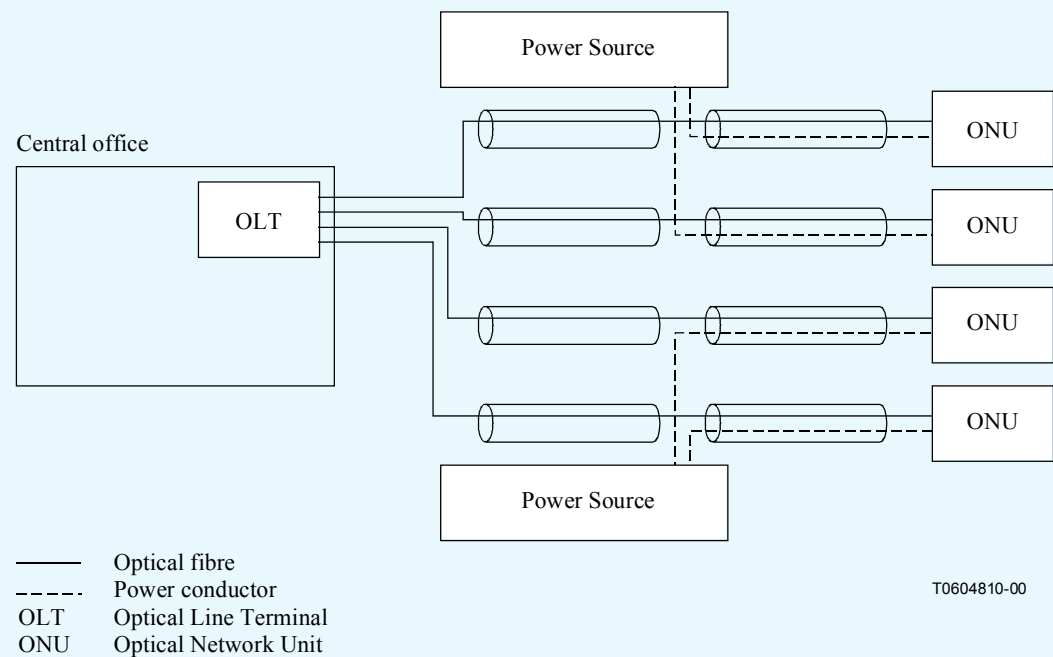 Power Source
ONU
Central office
OLT
ONU
ONU
ONU
Power Source
Optical fibre
Power conductor
T0604810-00
OLT Optical Line Terminal
ONU Optical Network Unit